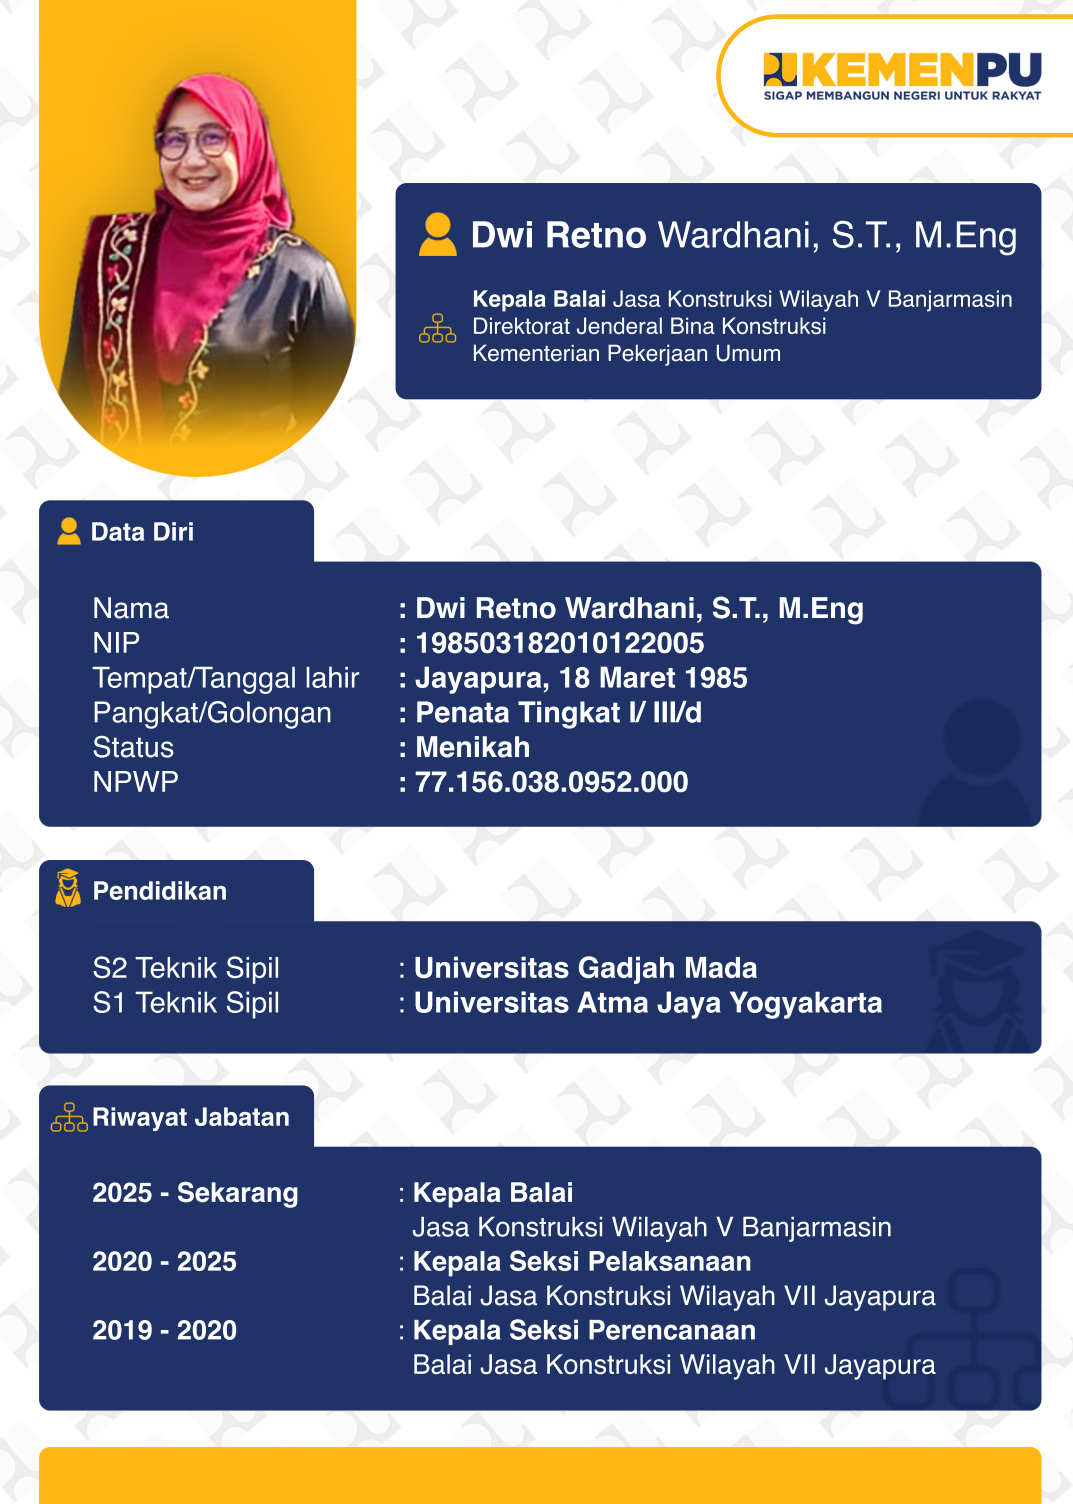 KEMENPU
SIGAP MEMBANGUN NEGERI UNTUK RAKYAT
Dwi Retno Wardhani, S.T., M.Eng
Kepala Balai Jasa Konstruksi Wilayah V Banjarmasin
Direktorat Jenderal Bina Konstruksi
Kementerian Pekerjaan Umum
Data Diri
Nama : Dwi Retno Wardhani, S.T., M.Eng
NIP : 198503182010122005
Tempat/Tanggal lahir : Jayapura, 18 Maret 1985
Pangkat/Golongan : Penata Tingkat I/ III/d
Status : Menikah
NPWP : 77.156.038.0952.000
Pendidikan
S2 Teknik Sipil : Universitas Gadjah Mada
S1 Teknik Sipil : Universitas Atma Jaya Yogyakarta
Riwayat Jabatan
2025 - Sekarang : Kepala Balai
Jasa Konstruksi Wilayah V Banjarmasin
2020 - 2025 : Kepala Seksi Pelaksanaan
Balai Jasa Konstruksi Wilayah VII Jayapura
2019 - 2020 : Kepala Seksi Perencanaan
Balai Jasa Konstruksi Wilayah VII Jayapura